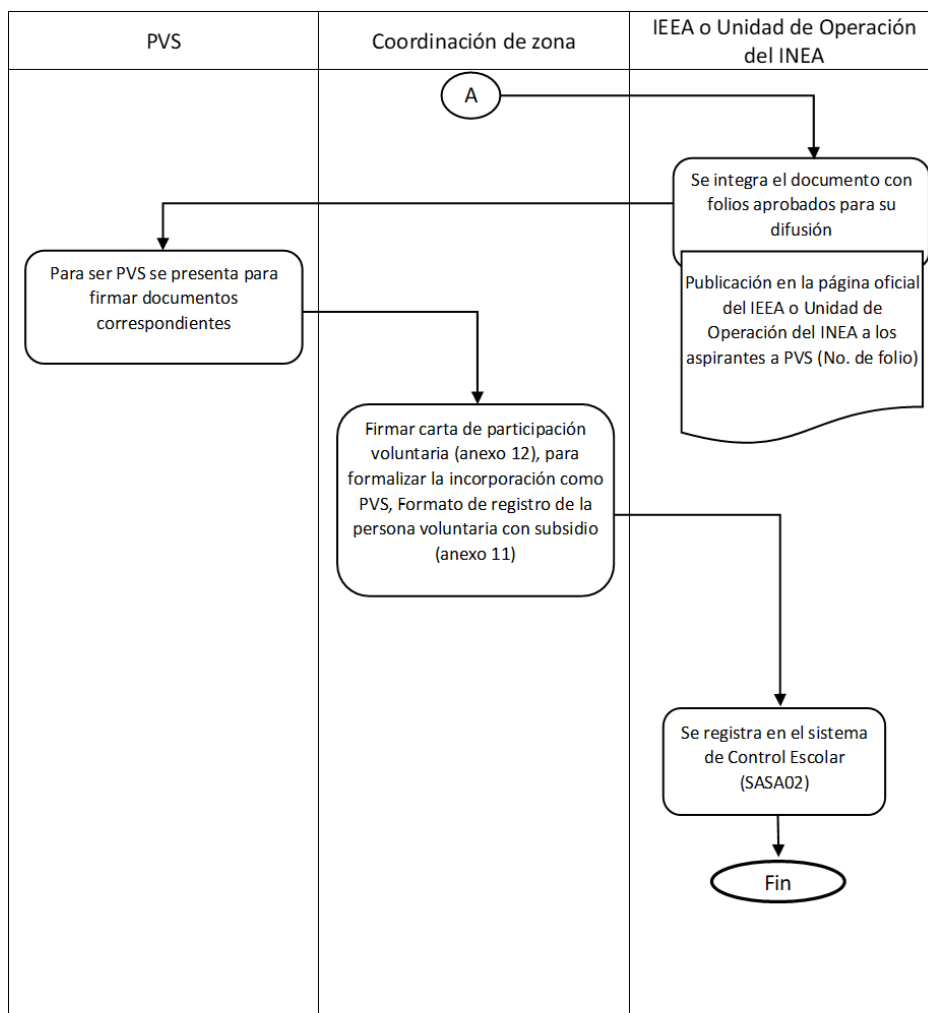 PVS
Coordinación de zona
IEEA o Unidad de Operación
del INEA
A
Se integra el documento con
folios aprobados para su
difusión
Para ser PVS se presenta para
firmar documentos
correspondientes
Publicación en la página oficial
del IEEA o Unidad de
Operación del INEA a los
aspirantes a PVS (No. de folio)
Firmar carta de participación
voluntaria (anexo 12), para
formalizar la incorporación como
PVS, Formato de registro de la
persona voluntaria con subsidio
(anexo 11)
Se registra en el sistema
de Control Escolar
(SASA02)
Fin